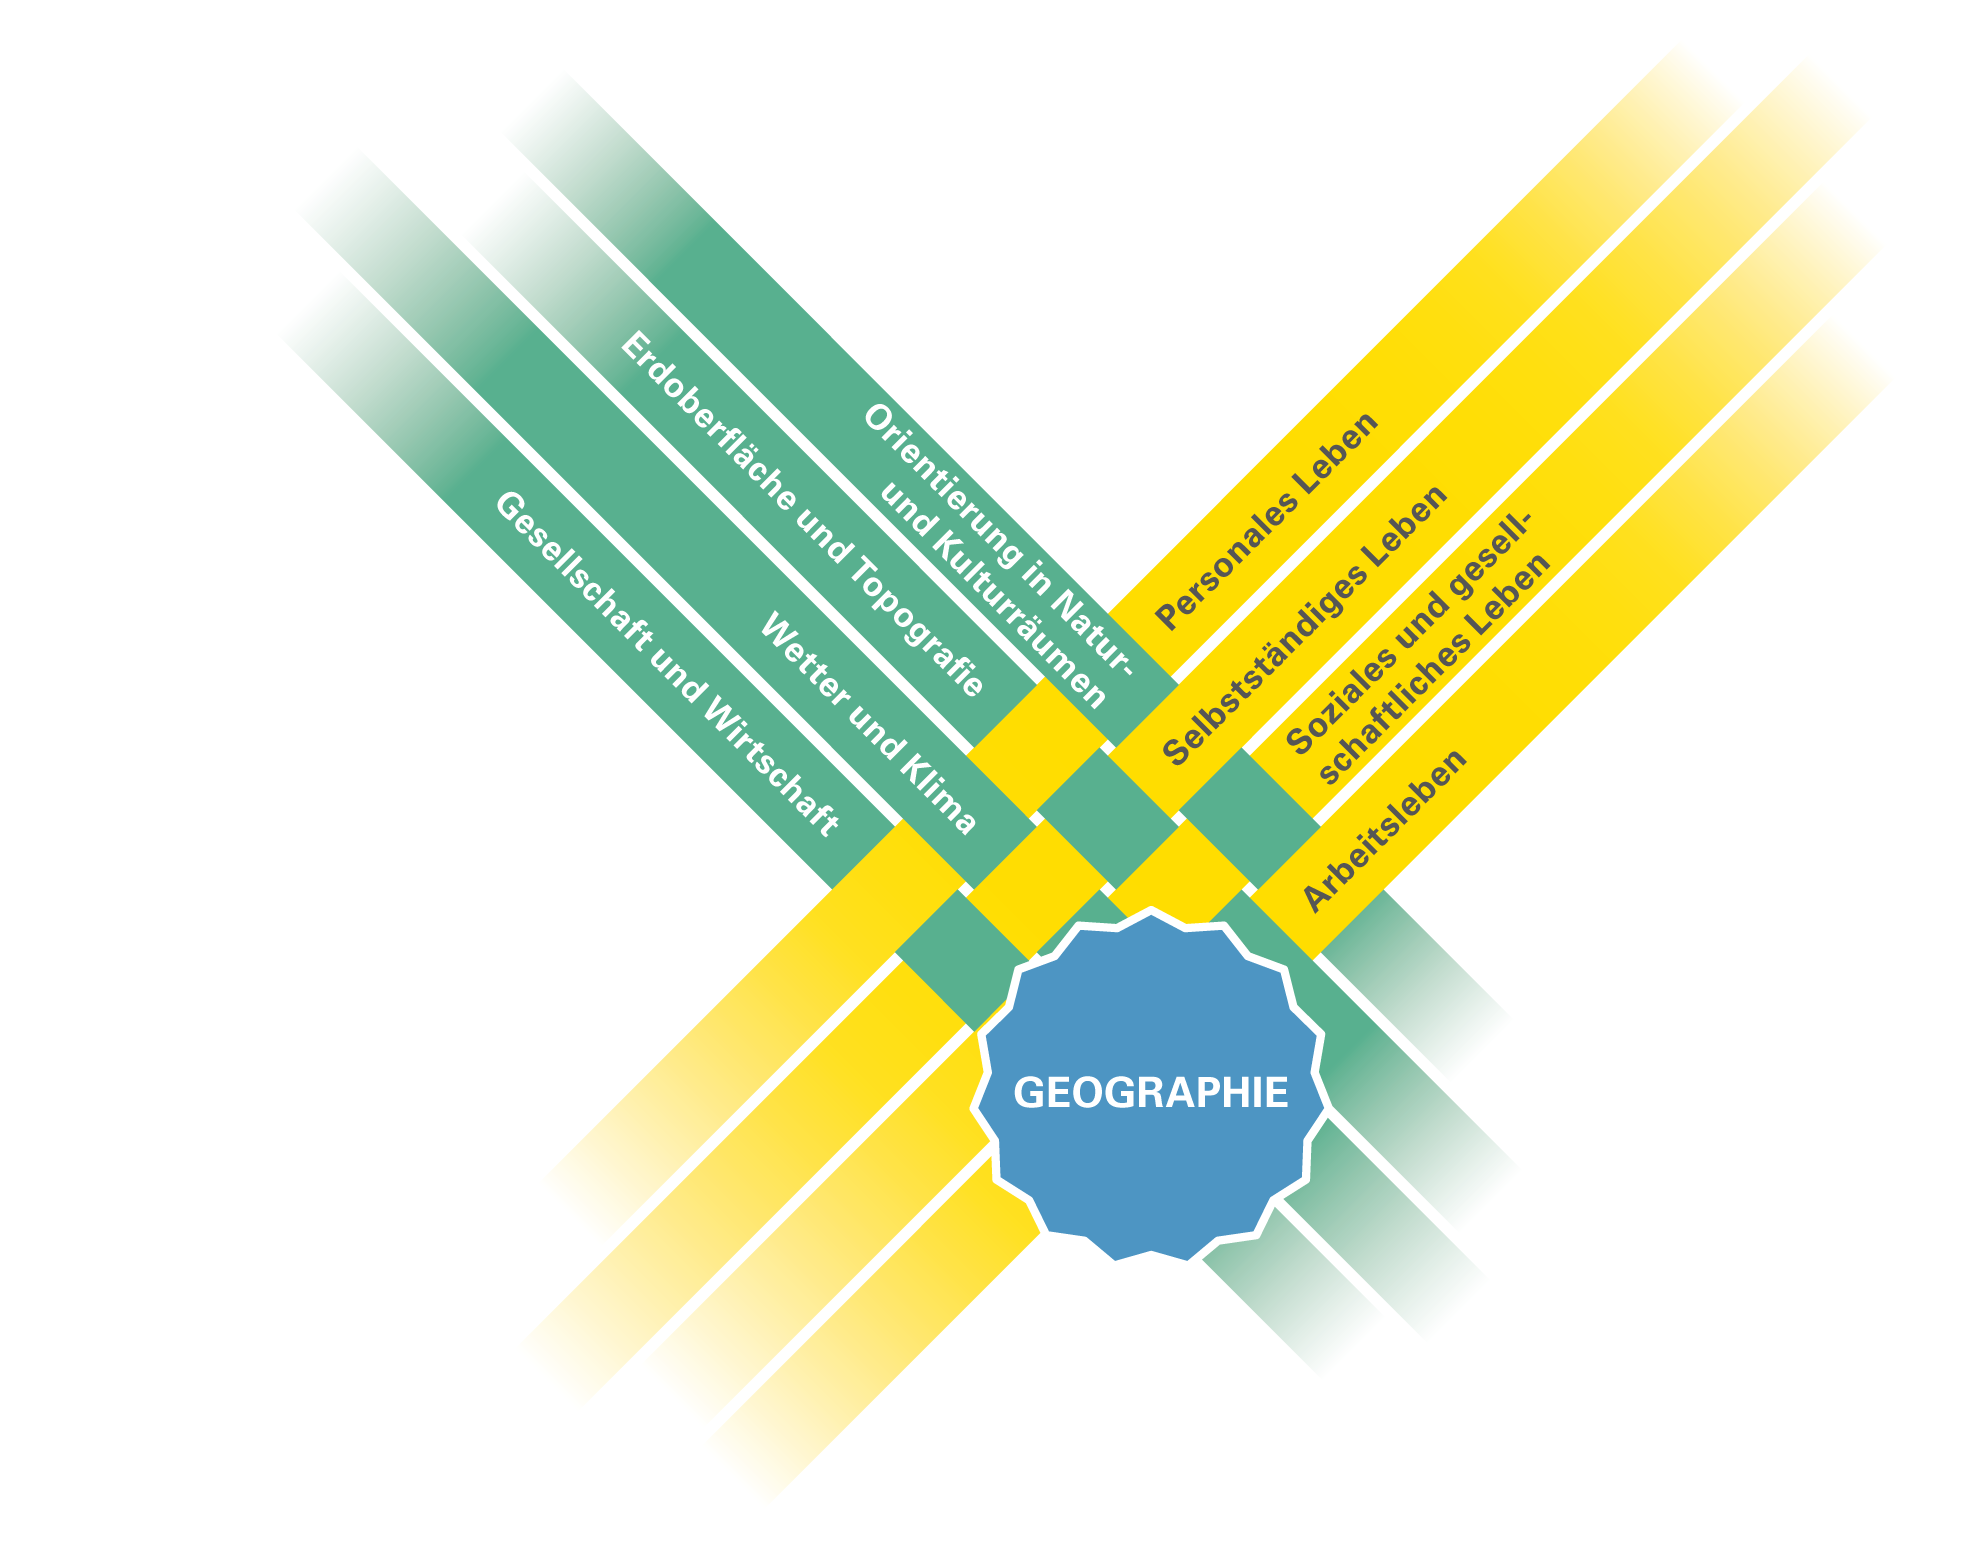 Orientierung in Natur-
und Kulturräumen
Erdoberfläche und Topografie
Wetter und Klima
Gesellschaft und Wirtschaft
Personales Leben
Selbstständiges Leben
Soziales und gesell-
schaftliches Leben
Arbeitsleben
GEOGRAPHIE